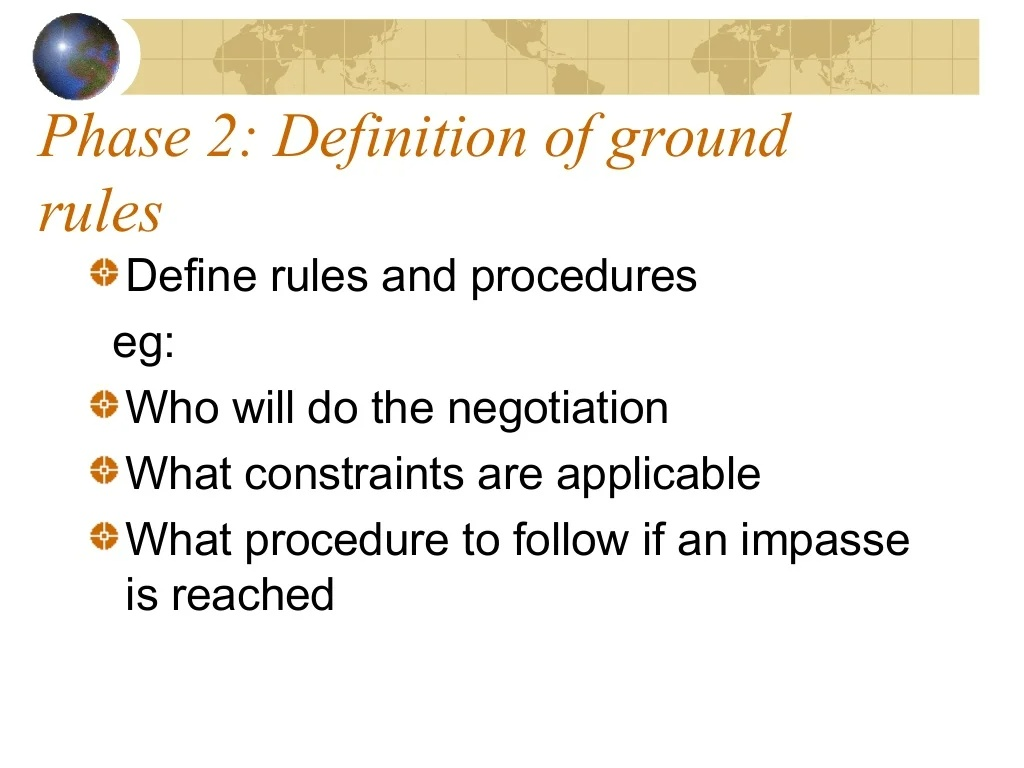 Phase 2: Definition of ground
rules
Define rules and procedures
eg:
Who will do the negotiation
What constraints are applicable
What procedure to follow if an impasse
is reached